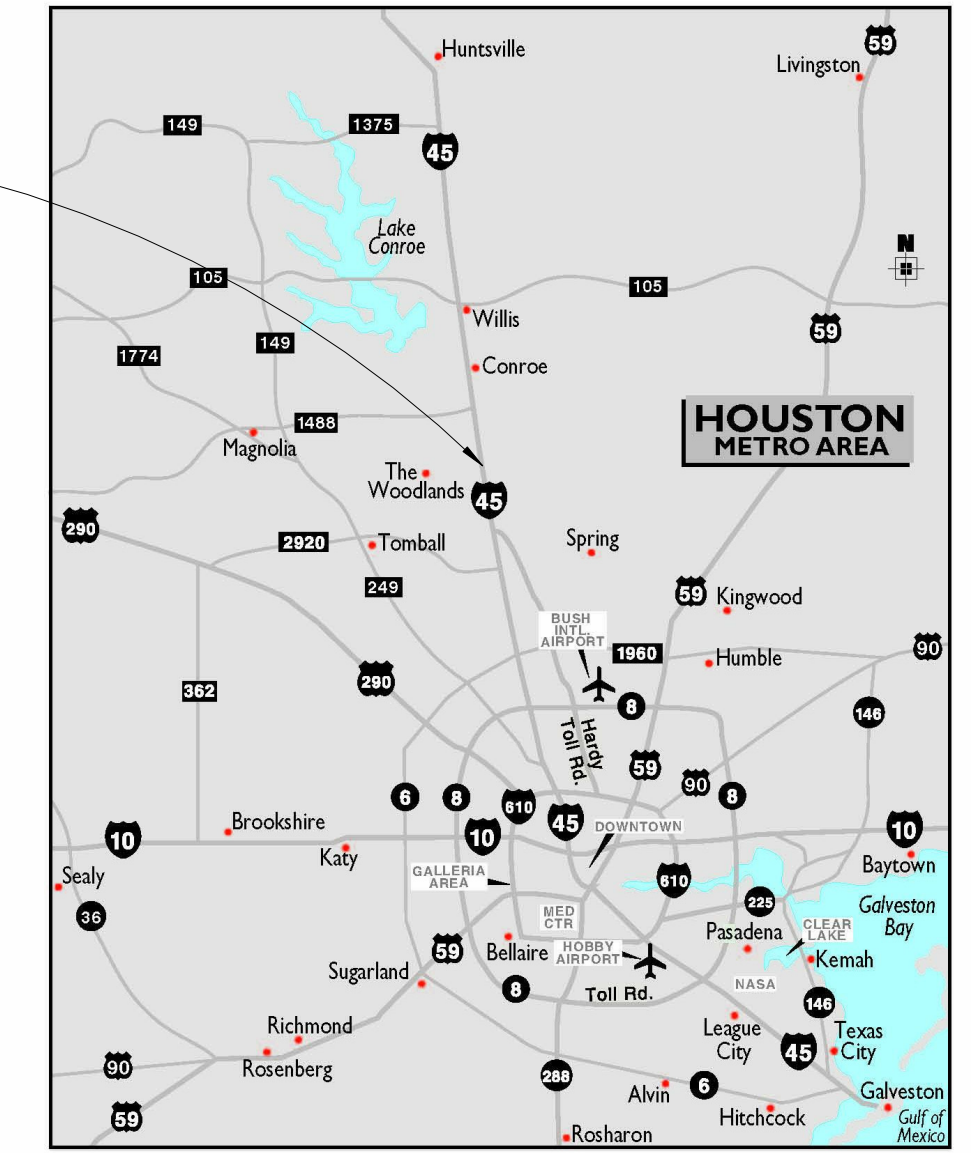 59
Huntsville
Livingston
149
1375
45
Lake
Conroe
N
105
105
Willis
59
149
1774
Conroe
HOUSTON
METRO AREA
1488
Magnolia
The
Woodlands
45
290
2920
Tomball
Spring
249
59
Kingwood
BUSH
INTL.
AIRPORT
1960
Humble
90
290
362
8
146
Hardy
Toll Rd.
59
90
6
8
610
8
45
10
10
10
Brookshire
DOWNTOWN
Katy
Baytown
Sealy
GALLERIA
AREA
610
36
225
Galveston
Bay
MED
CTR
Pasadena
CLEAR
LAKE
59
Bellaire
HOBBY
AIRPORT
Kemah
Sugarland
8
Toll Rd.
NASA
146
Richmond
League
City
45
Texas
City
Rosenberg
90
288
Alvin
6
Galveston
Hitchcock
59
Gulf of
Mexico
Rosharon